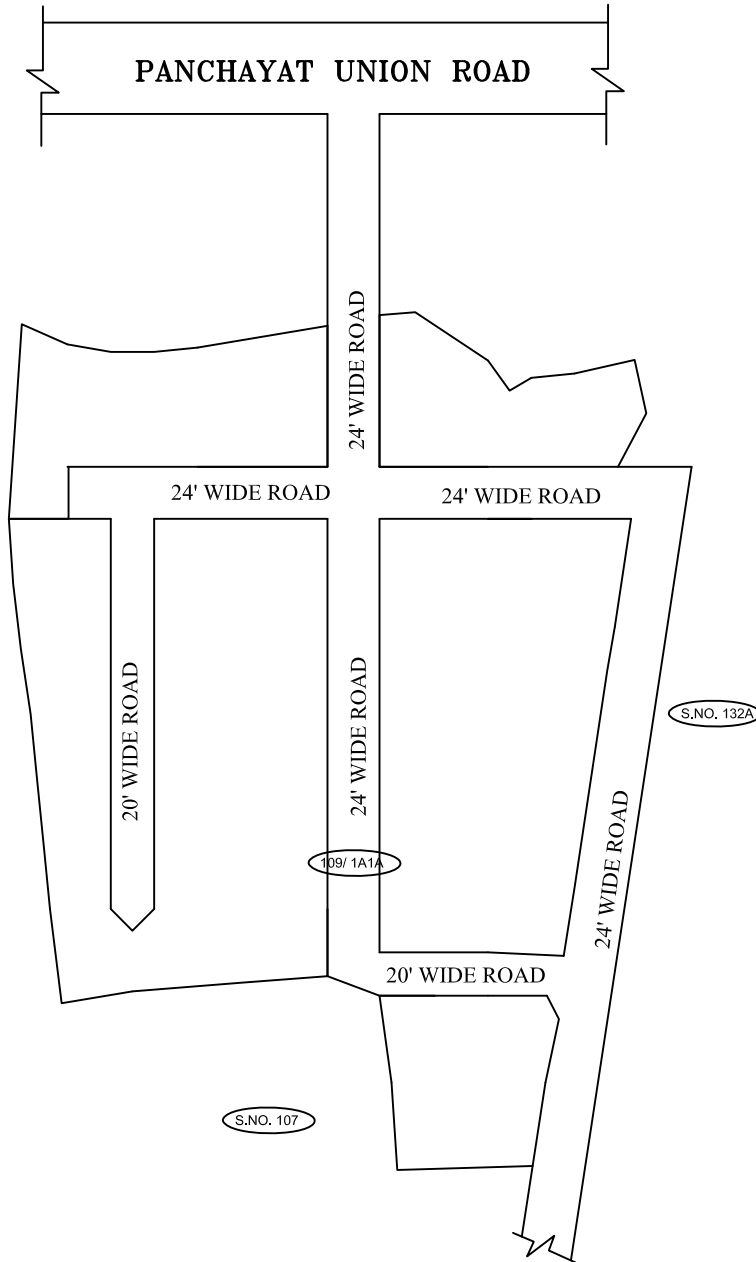 PANCHAYAT UNION ROAD
24' WIDE ROAD
24' WIDE ROAD
24' WIDE ROAD
20' WIDE ROAD
24' WIDE ROAD
S.NO. 132A
24' WIDE ROAD
109/ 1A1A
20' WIDE ROAD
S.NO. 107